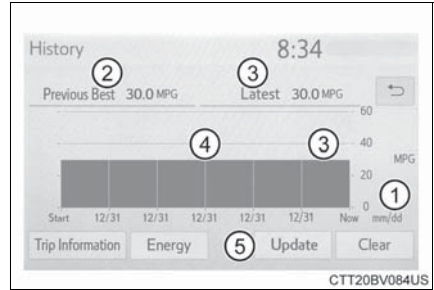 History 8:34
2 3
Previous Best 30.0 MPG Latest 30.0 MPG
60
4 3 40
MPG
20
1
0
Start 12/31 12/31 12/31 12/31 12/31 Now mm/dd
Trip Information Energy 5 Update Clear
CTT20BV084US